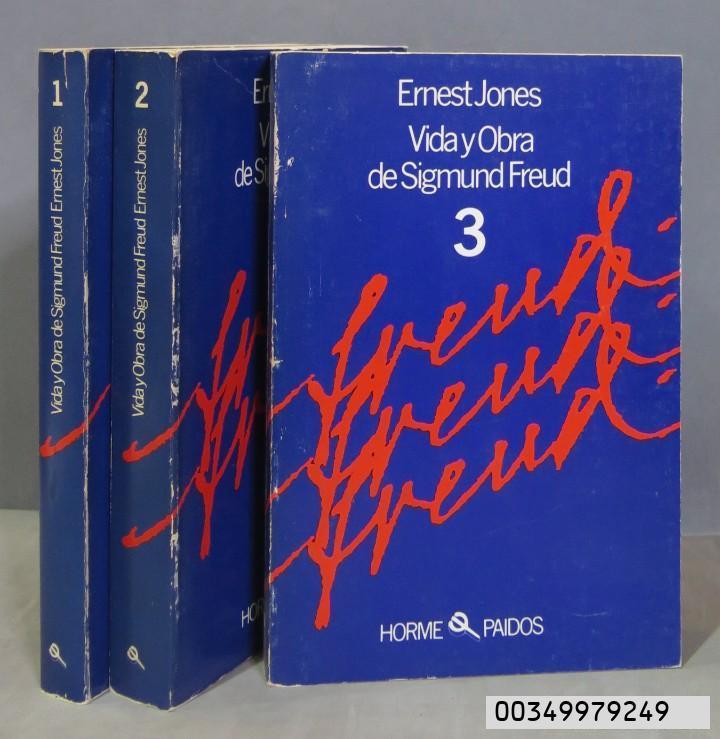 1
Vida y Obra de Sigmund Freud Ernest Jones
2
Vida y Obra de Sigmund Freud Ernest Jones
Ernest Jones
Vida y Obra
de Sigmund Freud
3
freud
freud
freud
HORME PAIDOS
00349979249